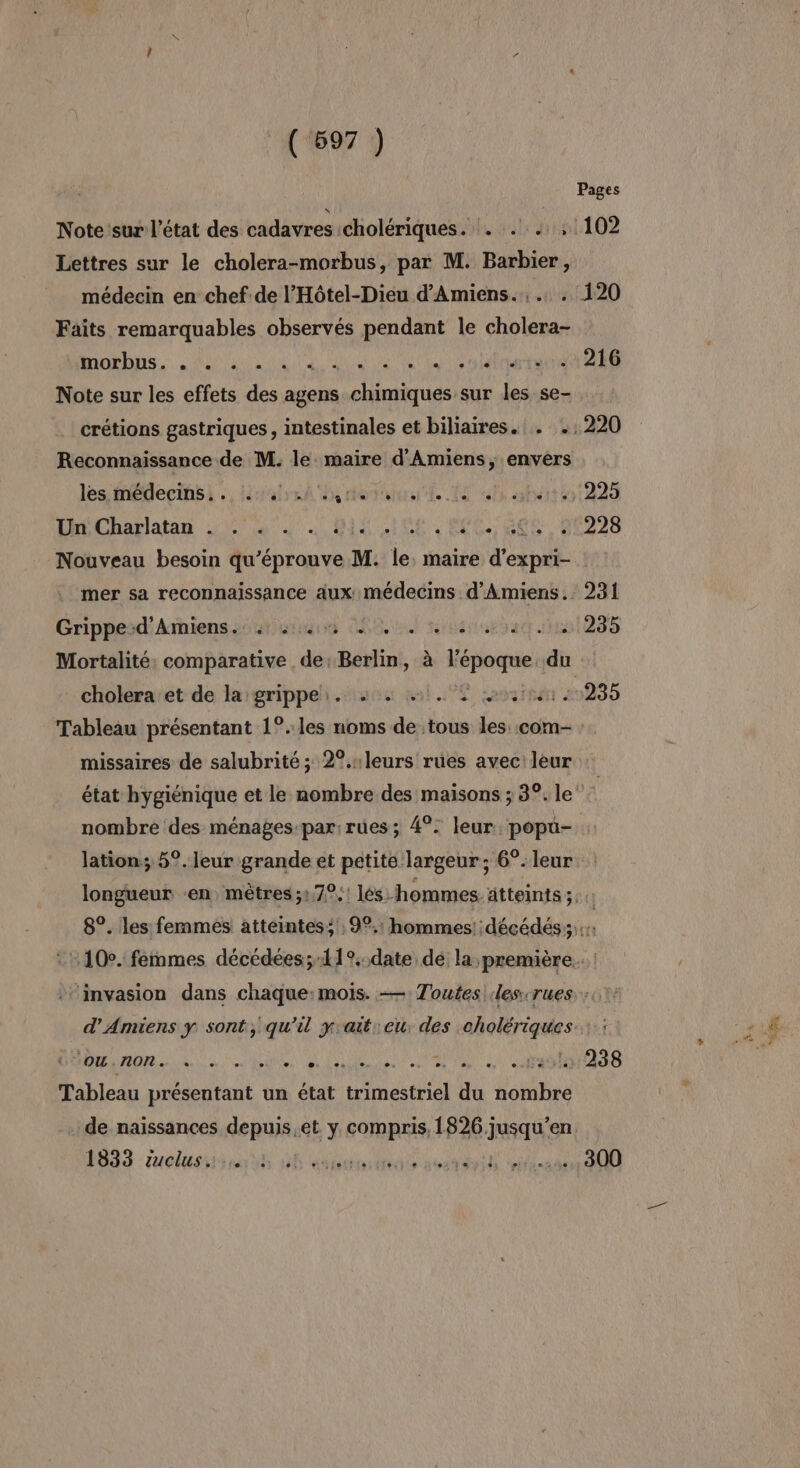 ( 597 )
Pages
Note sur l'état des cadavres cholériques. . . . . 102
Lettres sur le cholera-morbus, par M. Barbier,
médecin en chef de l'Hôtel-Dieu d'Amiens. . . . 120
Faits remarquables observés pendant le cholera-
morbus. . . . . . . . . . . . . . . . 216
Note sur les effets des agens chimiques sur les se-
crétions gastriques, intestinales et biliaires. . . 220
Reconnaissance de M. le maire d'Amiens, envers
les médecins. . . . . . . . . . . . . . 225
Un Charlatan . . . . . . . . . . . . . . 228
Nouveau besoin qu'éprouve M. le maire d'expri-
mer sa reconnaissance aux médecins d'Amiens. . 231
Grippe d'Amiens. . . . . . . . . . . . . 235
Mortalité comparative de Berlin, à l'époque du
cholera et de la grippe . . . . . . . . . . 235
Tableau présentant 1°. les noms de tous les com-
missaires de salubrité ; 2°. leurs rues avec leur
état hygiénique et le nombre des maisons ; 3°. le
nombre des ménages par rues ; 4°. leur popu-
lation ; 5°. leur grande et petite largeur ; 6°. leur
longueur en mètres ; 7°. les hommes atteints ;
8°. les femmes atteintes ; 9°. hommes décédés ;
10°. femmes décédées ; 11°. date de la première
invasion dans chaque mois. — Toutes les rues
d'Amiens y sont, qu'il y ait eu des cholériques
ou non. . . . . . . . . . . . . . . . 238
Tableau présentant un état trimestriel du nombre
de naissances depuis et y compris 1826 jusqu'en
1833 iuclus. . . . . . . . . . . . . . 300